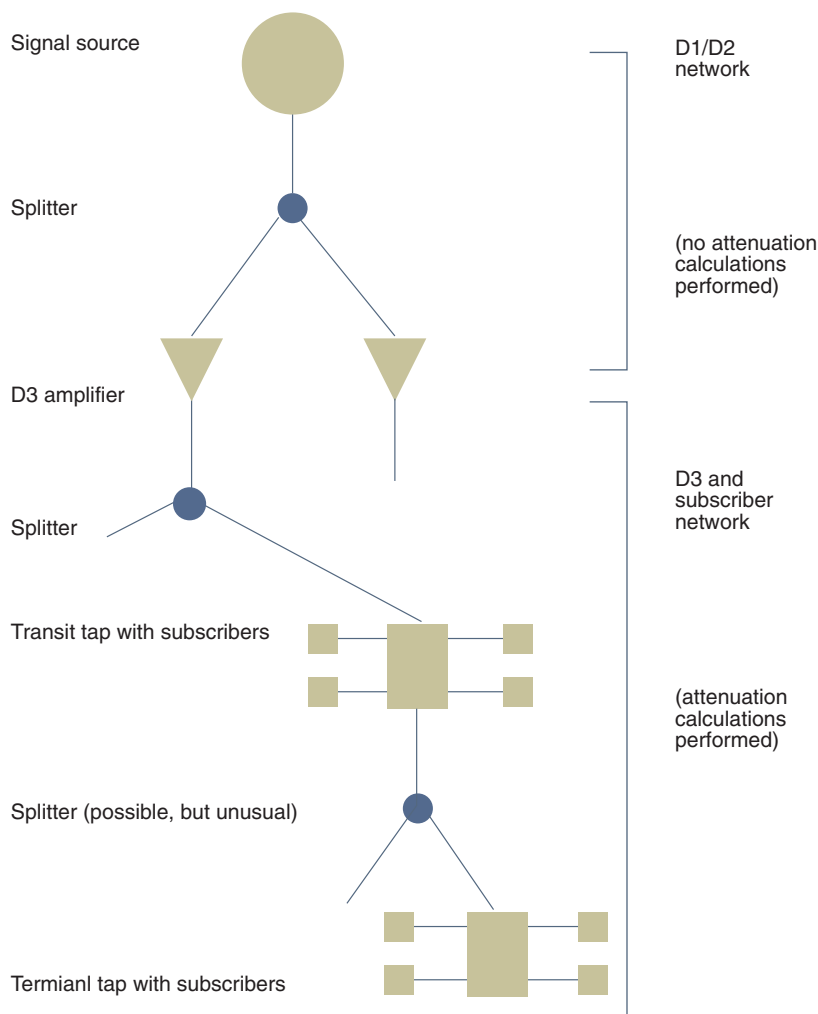 Signal source
D1/D2
network
Splitter
(no attenuation
calculations
performed)
D3 amplifier
D3 and
subscriber
network
Splitter
Transit tap with subscribers
(attenuation
calculations
performed)
Splitter (possible, but unusual)
Termianl tap with subscribers